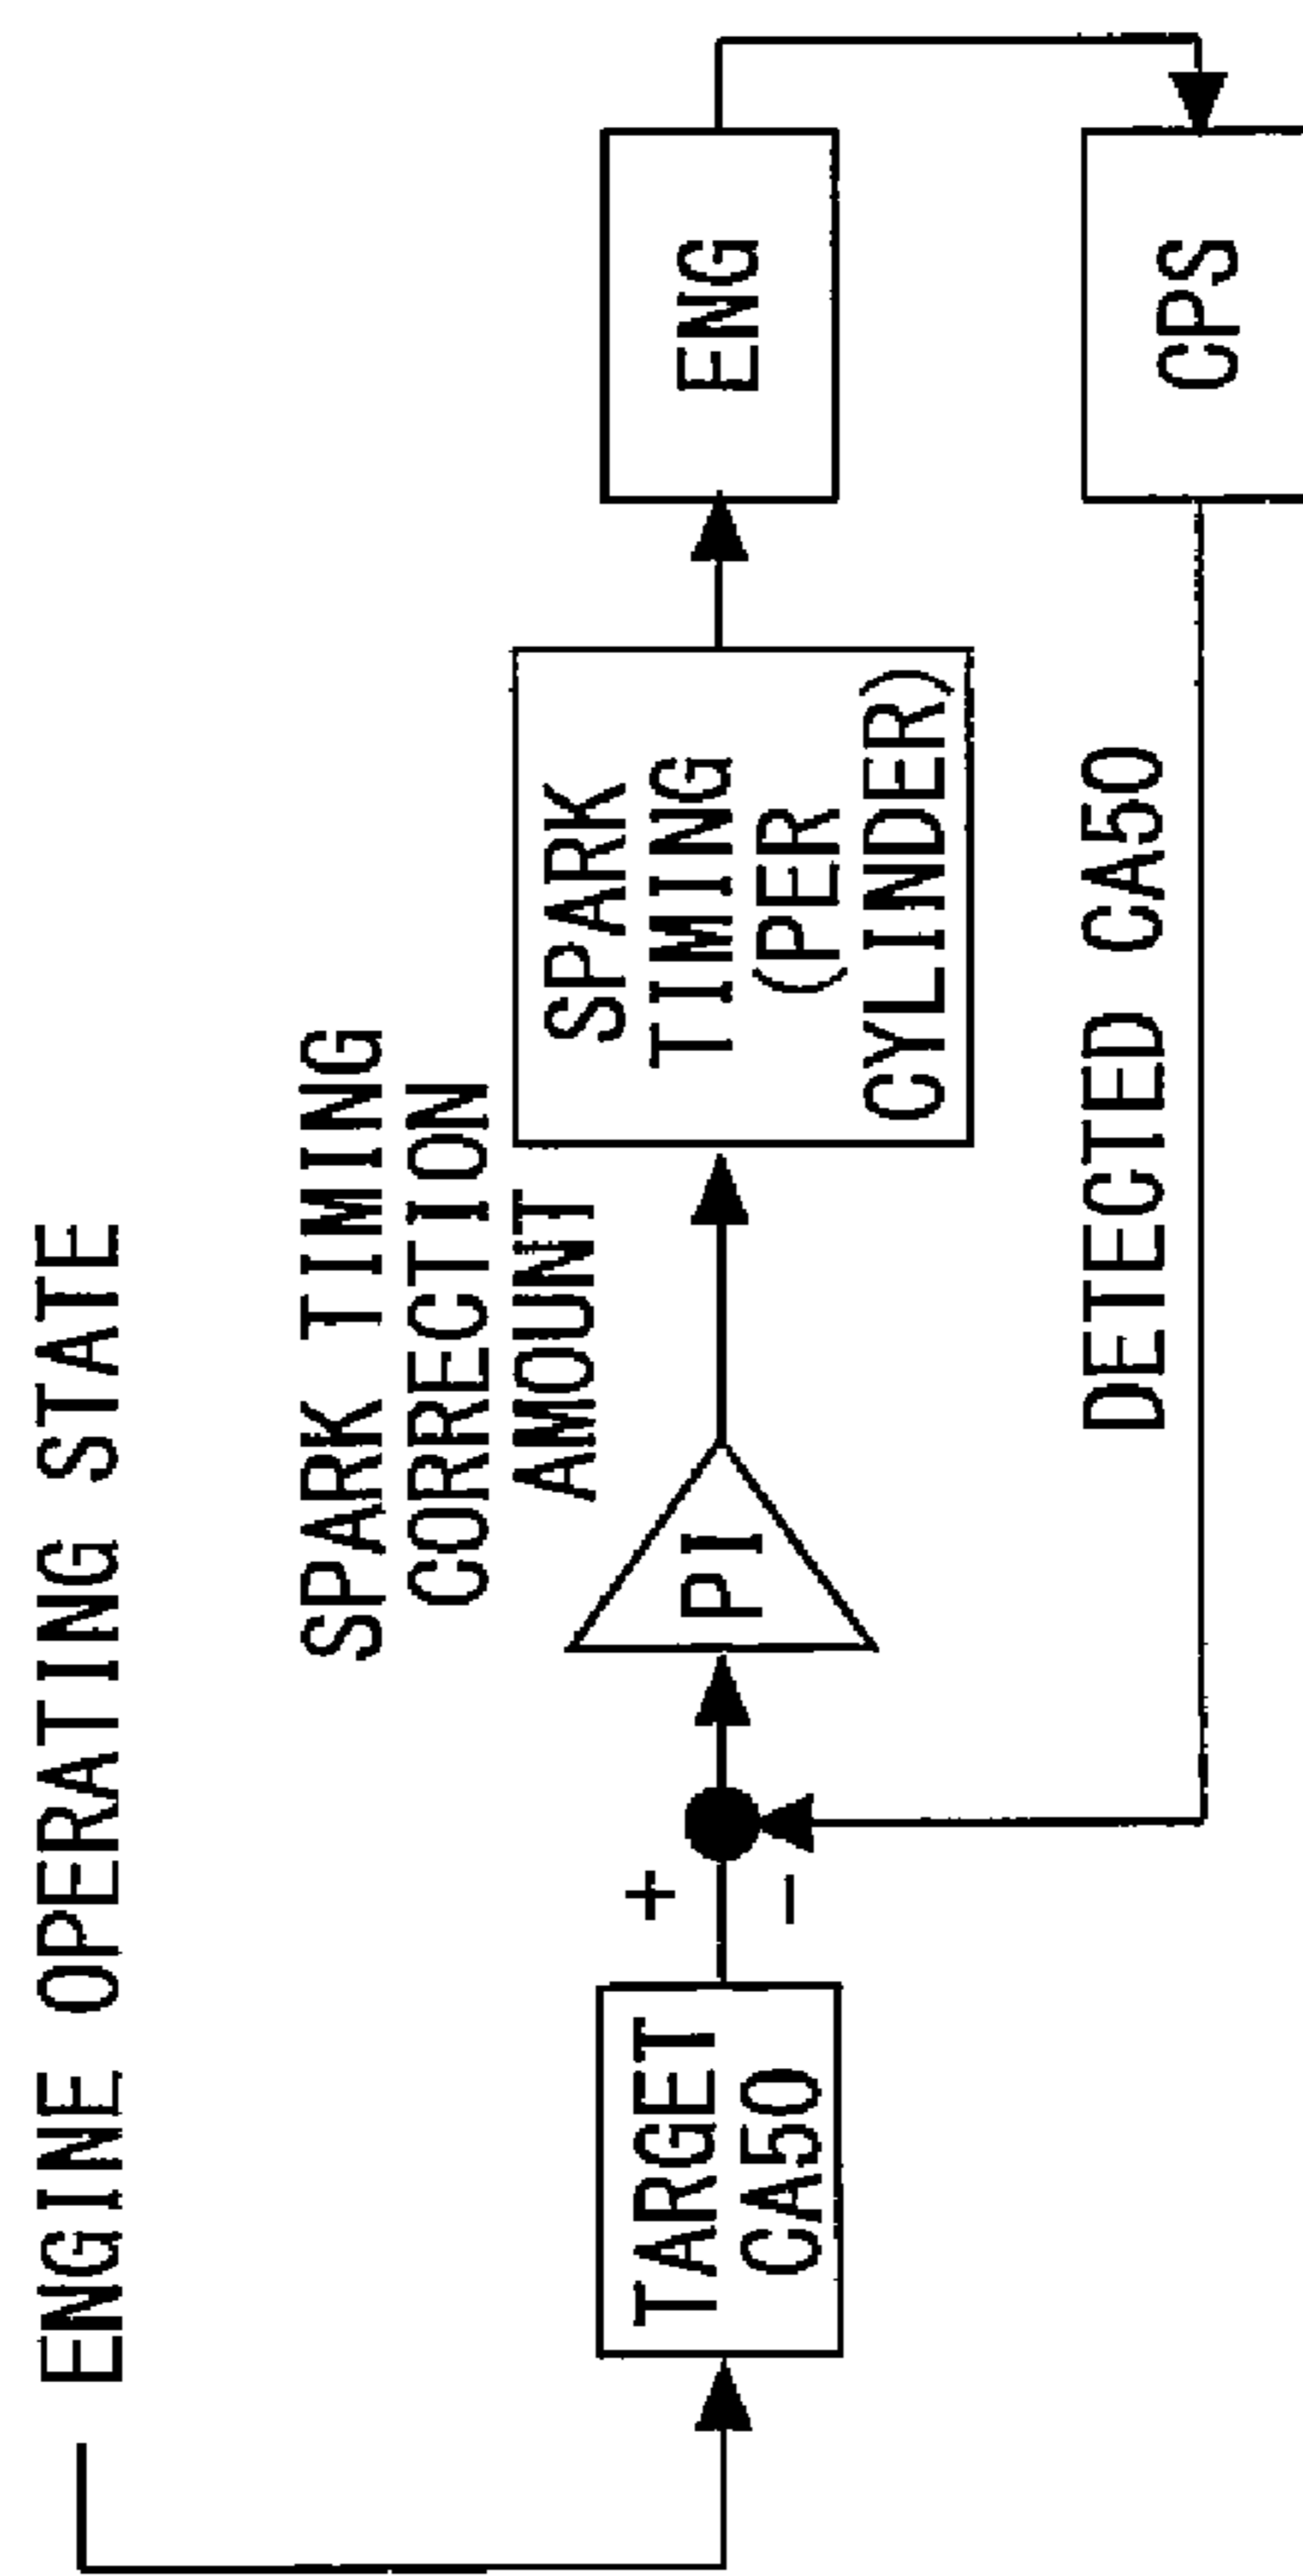 ENGINE OPERATING STATE
SPARK TIMING
CORRECTION
AMOUNT
TARGET
CA50
+
−
PI
SPARK
TIMING
(PER
CYLINDER)
ENG
DETECTED CA50
CPS